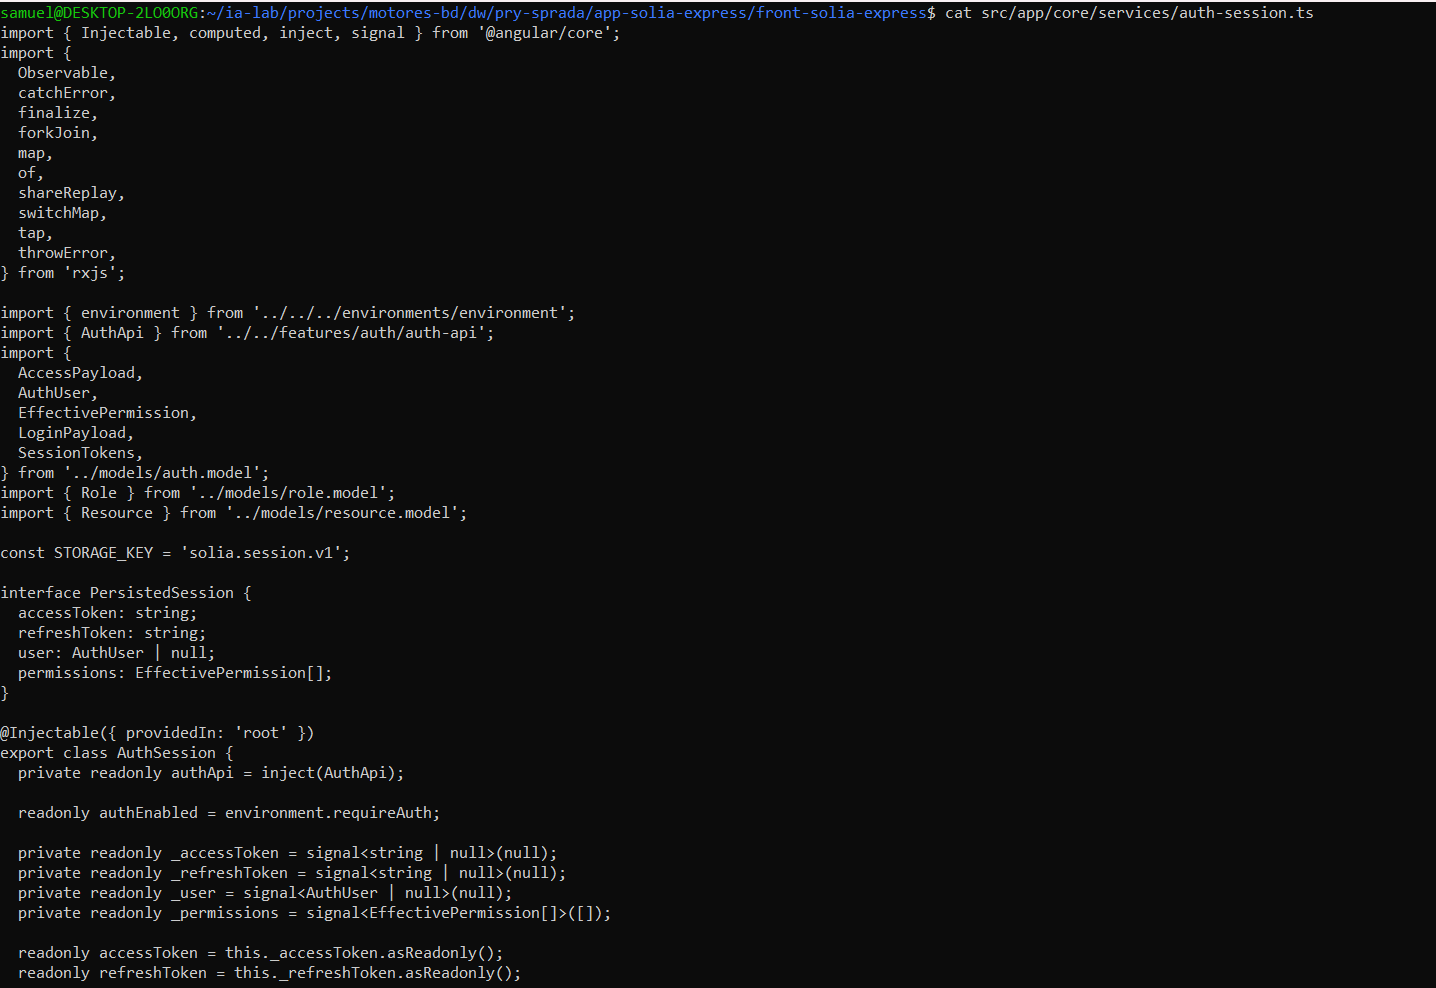 samuel@DESKTOP-2LO0ORG:~/ia-lab/projects/motores-bd/dw/pry-sprada/app-solia-express/front-solia-express$ cat src/app/core/services/auth-session.ts
import { Injectable, computed, inject, signal } from '@angular/core';
import {
  Observable,
  catchError,
  finalize,
  forkJoin,
  map,
  of,
  shareReplay,
  switchMap,
  tap,
  throwError,
} from 'rxjs';

import { environment } from '../../../environments/environment';
import { AuthApi } from '../../features/auth/auth-api';
import {
  AccessPayload,
  AuthUser,
  EffectivePermission,
  LoginPayload,
  SessionTokens,
} from '../models/auth.model';
import { Role } from '../models/role.model';
import { Resource } from '../models/resource.model';

const STORAGE_KEY = 'solia.session.v1';

interface PersistedSession {
  accessToken: string;
  refreshToken: string;
  user: AuthUser | null;
  permissions: EffectivePermission[];
}

@Injectable({ providedIn: 'root' })
export class AuthSession {
  private readonly authApi = inject(AuthApi);

  readonly authEnabled = environment.requireAuth;

  private readonly _accessToken = signal<string | null>(null);
  private readonly _refreshToken = signal<string | null>(null);
  private readonly _user = signal<AuthUser | null>(null);
  private readonly _permissions = signal<EffectivePermission[]>([]);

  readonly accessToken = this._accessToken.asReadonly();
  readonly refreshToken = this._refreshToken.asReadonly();